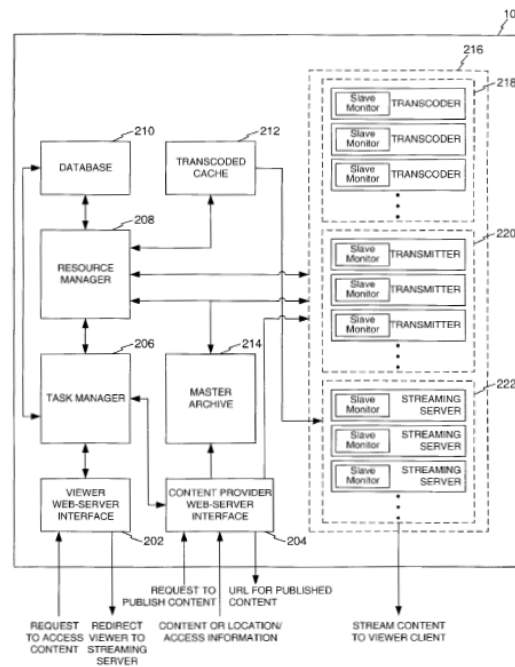 10
216
218
Slave
Monitor
TRANSCODER
Slave
Monitor
TRANSCODER
Slave
Monitor
TRANSCODER
210
DATABASE
212
TRANSCODED
CACHE
208
RESOURCE
MANAGER
220
Slave
Monitor
TRANSMITTER
Slave
Monitor
TRANSMITTER
Slave
Monitor
TRANSMITTER
206
TASK MANAGER
214
MASTER
ARCHIVE
222
Slave
Monitor
STREAMING
SERVER
Slave
Monitor
STREAMING
SERVER
Slave
Monitor
STREAMING
SERVER
VIEWER
WEB-SERVER
INTERFACE
202
CONTENT PROVIDER
WEB-SERVER
INTERFACE
204
REQUEST
TO ACCESS
CONTENT
REDIRECT
VIEWER TO
STREAMING
SERVER
REQUEST TO
PUBLISH CONTENT
URL FOR PUBLISHED
CONTENT
CONTENT OR LOCATION/
ACCESS INFORMATION
STREAM CONTENT
TO VIEWER CLIENT